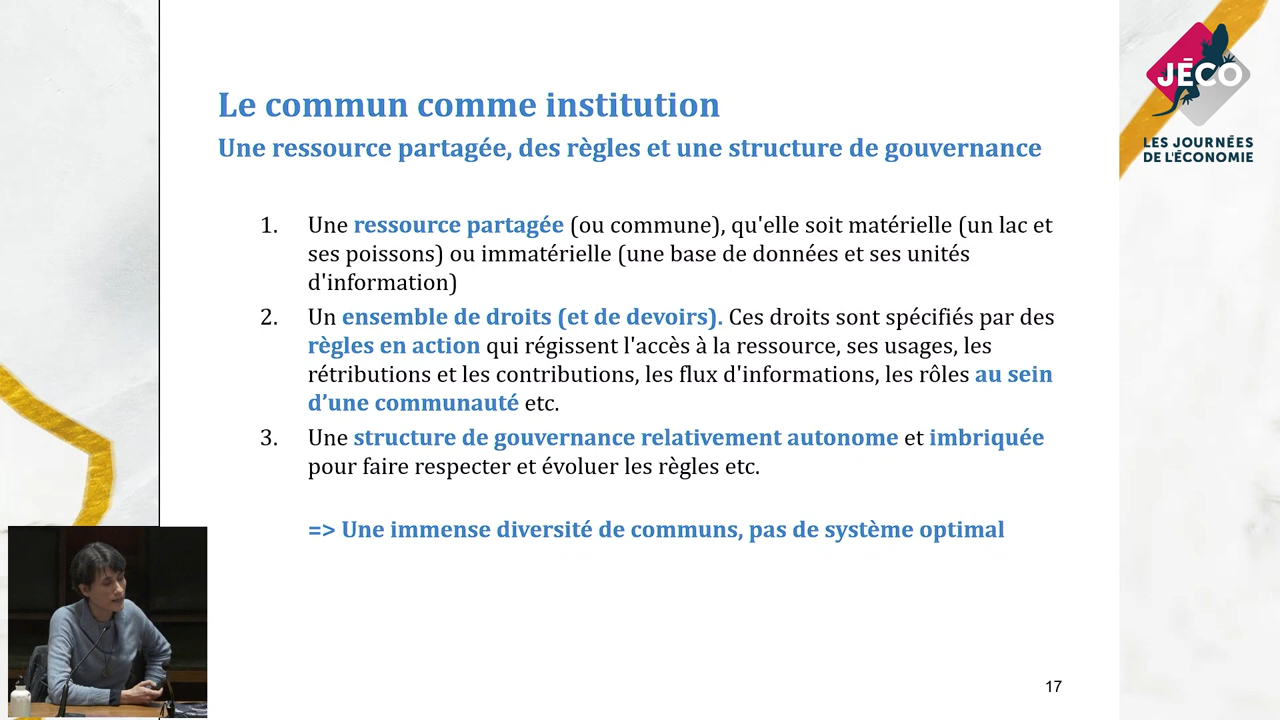 Le commun comme institution
Une ressource partagée, des règles et une structure de gouvernance
1. Une ressource partagée (ou commune), qu'elle soit matérielle (un lac et
ses poissons) ou immatérielle (une base de données et ses unités
d'information)
2. Un ensemble de droits (et de devoirs). Ces droits sont spécifiés par des
règles en action qui régissent l'accès à la ressource, ses usages, les
rétributions et les contributions, les flux d'informations, les rôles au sein
d’une communauté etc.
3. Une structure de gouvernance relativement autonome et imbriquée
pour faire respecter et évoluer les règles etc.
=> Une immense diversité de communs, pas de système optimal
17
JÉCO
LES JOURNÉES
DE L'ÉCONOMIE